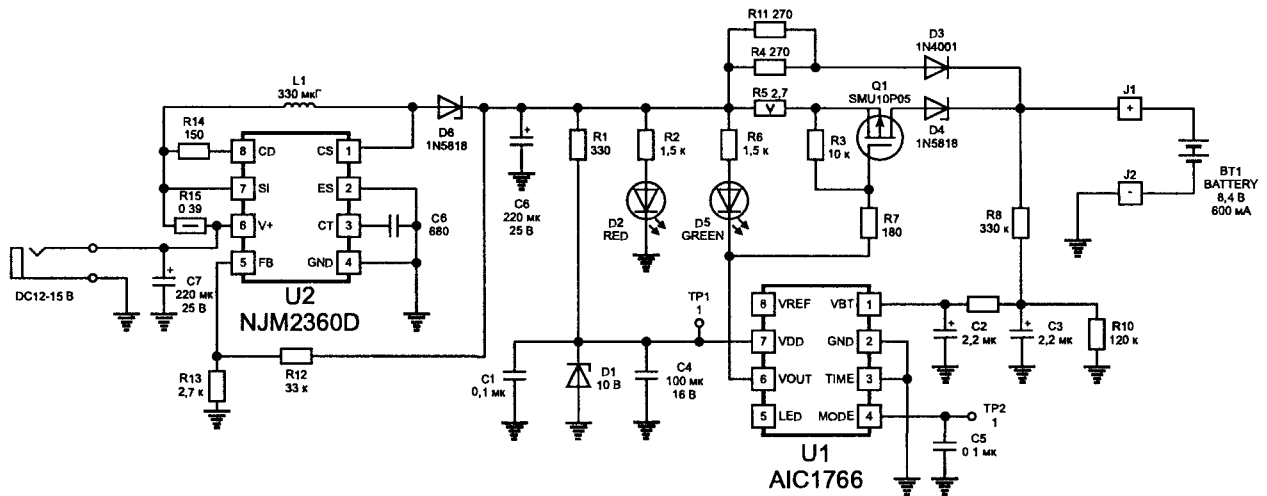 R11 270
R4 270
D3
1N4001
L1
330 мкГ
R5 2,7
Q1
SMU10P05
J1
+
R14
150
8 CD
CS 1
D6
1N5818
R1
330
R2
1,5 к
R6
1,5 к
R3
10 к
D4
1N5818
7 SI
ES 2
C6
220 мк
25 В
J2
-
BT1
BATTERY
8,4 В
600 мА
R15
0 39
6 V+
CT 3
C6
680
D2
RED
D5
GREEN
R7
180
R8
330 к
5 FB
GND 4
DC12-15 В
C7
220 мк
25 В
U2
NJM2360D
TP1
1
8 VREF
VBT 1
C2
2,2 мк
C3
2,2 мк
R10
120 к
7 VDD
GND 2
R13
2,7 к
R12
33 к
C1
0,1 мк
D1
10 В
C4
100 мк
16 В
6 VOUT
TIME 3
5 LED
MODE 4
TP2
1
C5
0 1 мк
U1
AIC1766